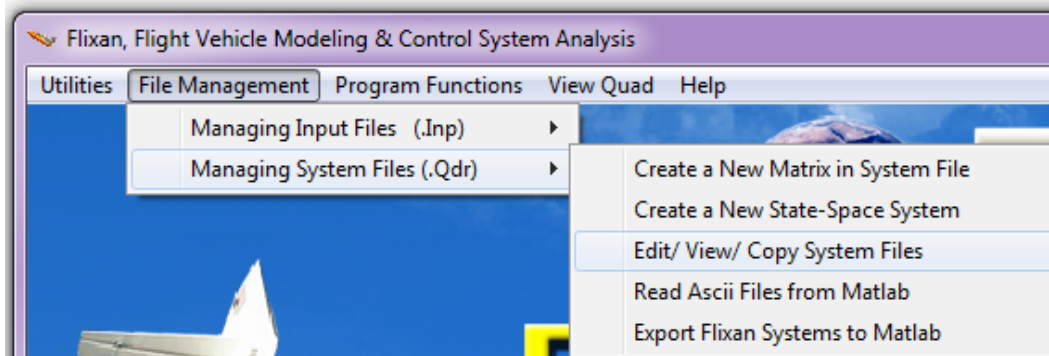 Flixan, Flight Vehicle Modeling & Control System Analysis
Utilities File Management Program Functions View Quad Help
Managing Input Files (.Inp)
Managing System Files (.Qdr)
Create a New Matrix in System File
Create a New State-Space System
Edit/ View/ Copy System Files
Read Ascii Files from Matlab
Export Flixan Systems to Matlab